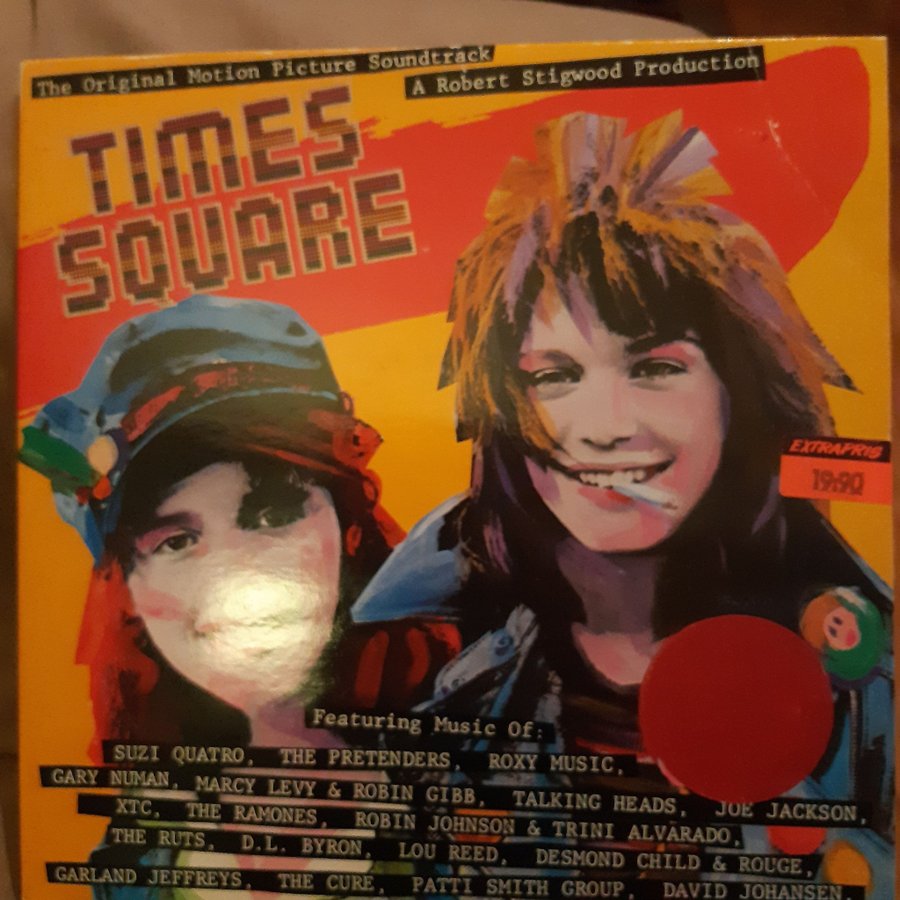 The Original Motion Picture Soundtrack
A Robert Stigwood Production
TIMES
SQUARE
EXTRAPRIS
19:90
Featuring Music Of:
SUZI QUATRO, THE PRETENDERS, ROXY MUSIC,
GARY NUMAN, MARCY LEVY & ROBIN GIBB, TALKING HEADS, JOE JACKSON,
XTC, THE RAMONES, ROBIN JOHNSON & TRINI ALVARADO,
THE RUTS, D.L. BYRON, LOU REED, DESMOND CHILD & ROUGE,
GARLAND JEFFREYS, THE CURE, PATTI SMITH GROUP, DAVID JOHANSEN,